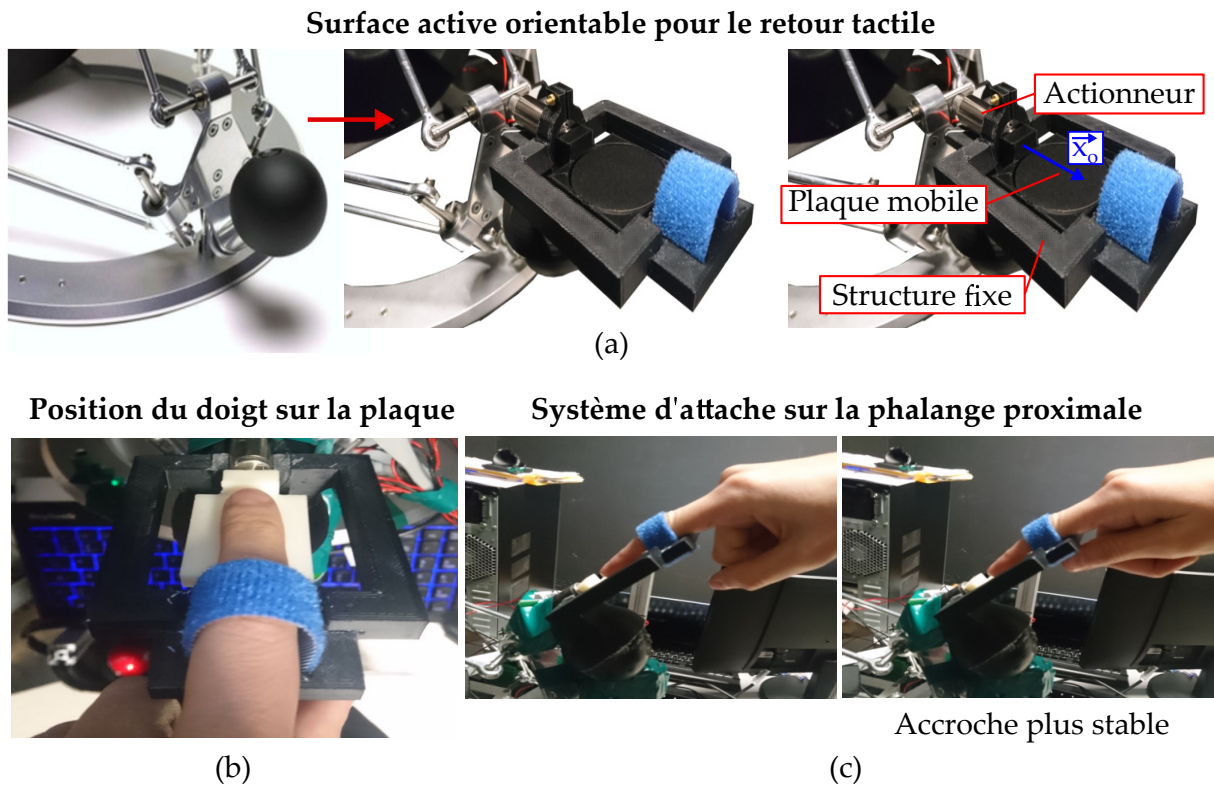 Surface active orientable pour le retour tactile
Actionneur
x₀
Plaque mobile
Structure fixe
(a)
Position du doigt sur la plaque
Système d'attache sur la phalange proximale
Accroche plus stable
(b)
(c)